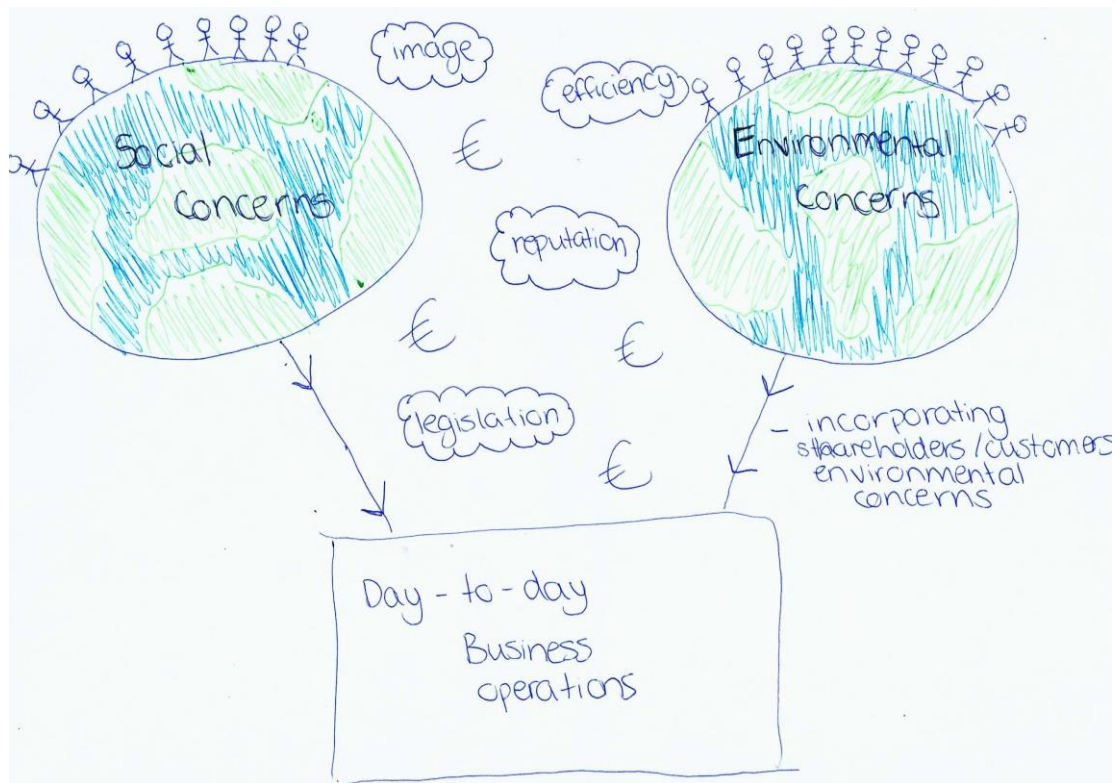 image
efficiency
Social
Concerns
Environmental
Concerns
€
reputation
€
€
legislation
- incorporating
shareholders/customers
environmental
concerns
€
Day-to-day
Business
operations